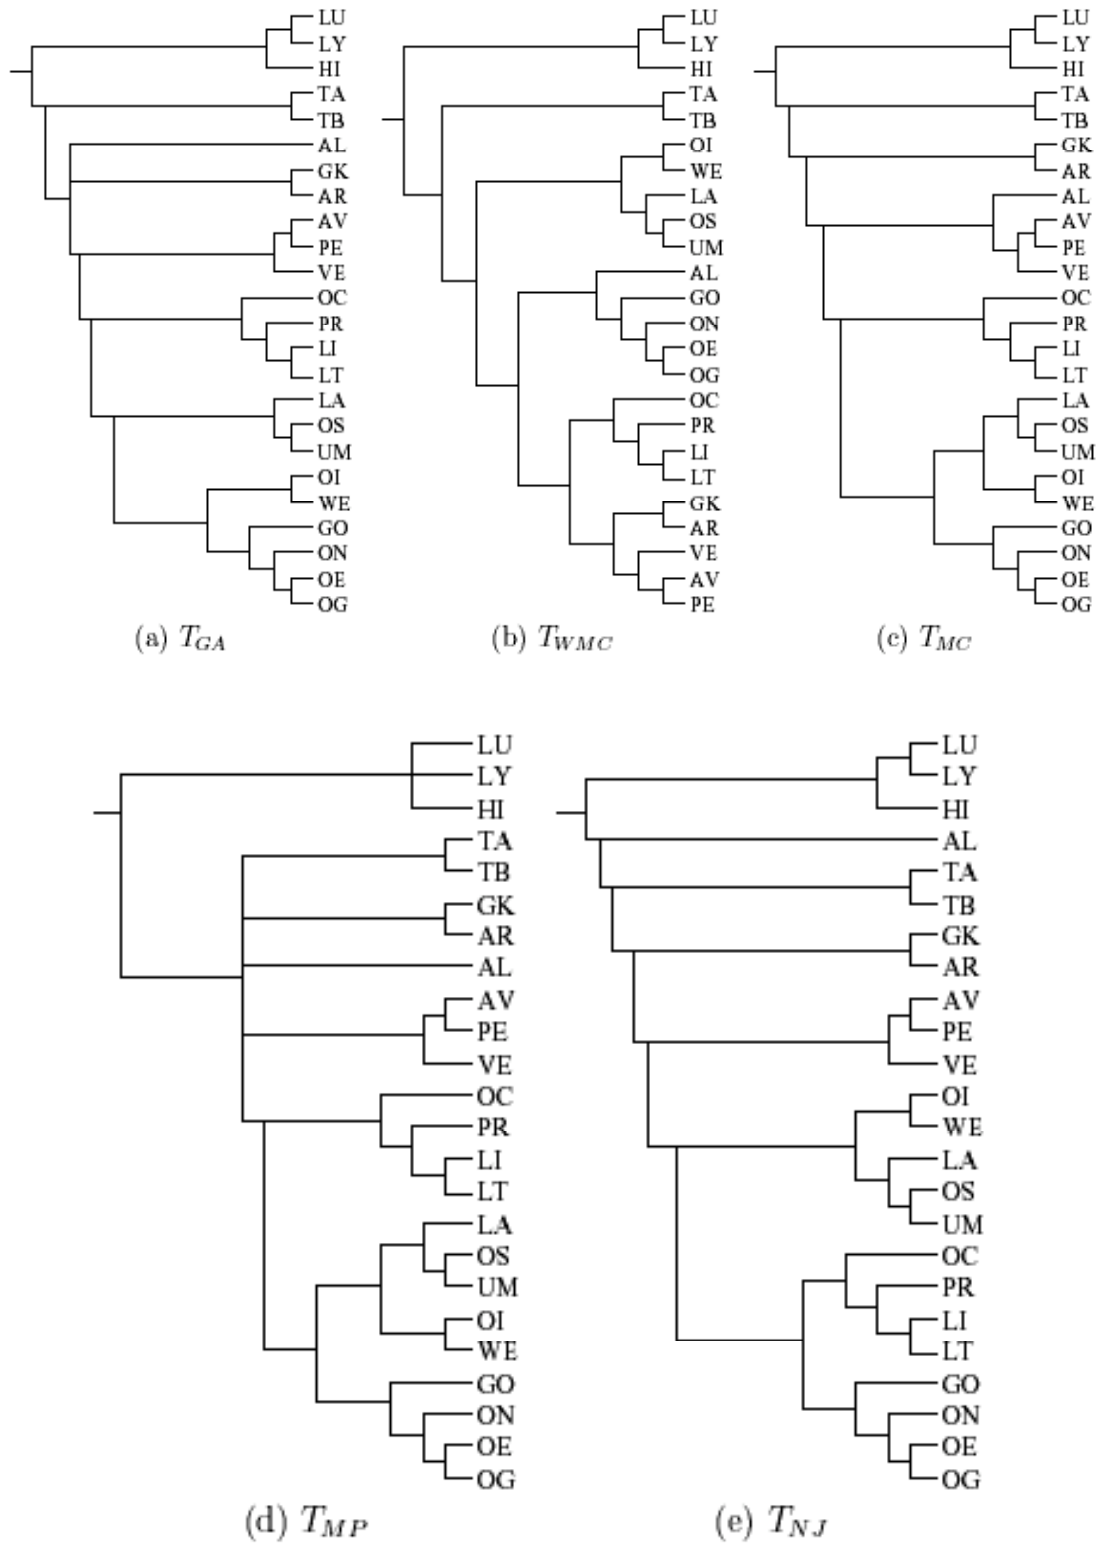 LU
LY
HI
TA
TB
AL
GK
AR
AV
PE
VE
OC
PR
LI
LT
LA
OS
UM
OI
WE
GO
ON
OE
OG
(a) T_GA
LU
LY
HI
TA
TB
OI
WE
LA
OS
UM
AL
GO
ON
OE
OG
OC
PR
LI
LT
GK
AR
VE
AV
PE
(b) T_WMC
LU
LY
HI
TA
TB
GK
AR
AL
AV
PE
VE
OC
PR
LI
LT
LA
OS
UM
OI
WE
GO
ON
OE
OG
(c) T_MC
LU
LY
HI
TA
TB
GK
AR
AL
AV
PE
VE
OC
PR
LI
LT
LA
OS
UM
OI
WE
GO
ON
OE
OG
(d) T_MP
LU
LY
HI
AL
TA
TB
GK
AR
AV
PE
VE
OI
WE
LA
OS
UM
OC
PR
LI
LT
GO
ON
OE
OG
(e) T_NJ